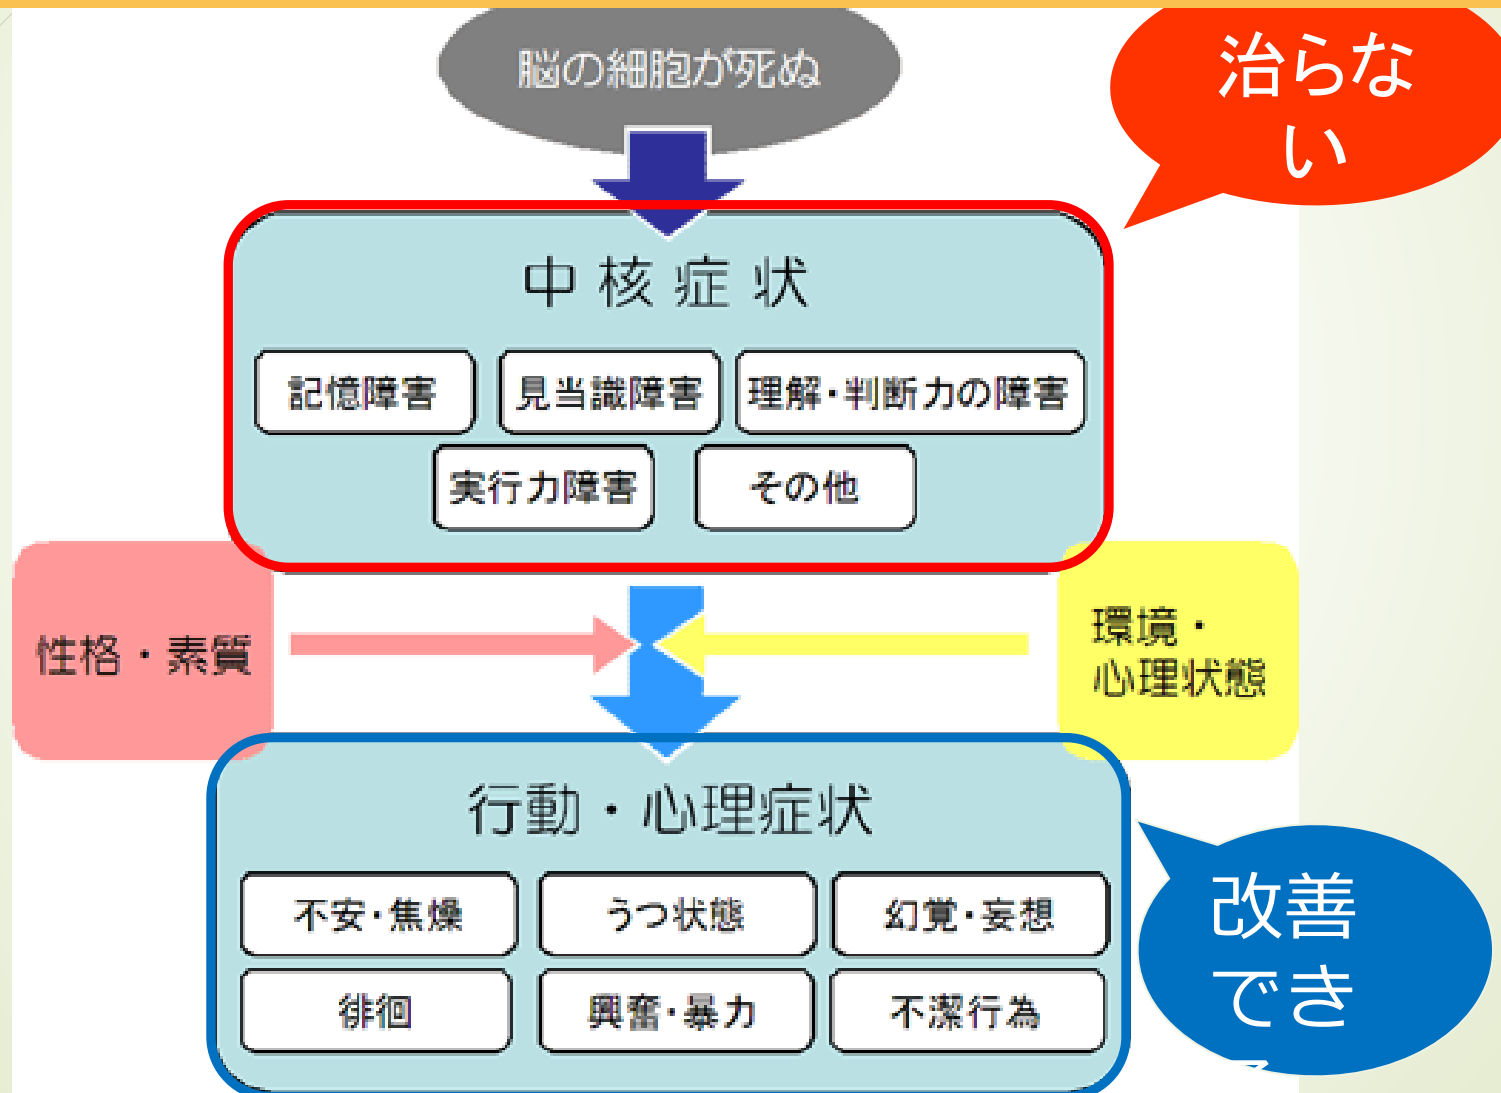 脳の細胞が死ぬ
治らな
い
中核症状
記憶障害
見当識障害
理解・判断力の障害
実行力障害
その他
性格・素質
環境・
心理状態
行動・心理症状
不安・焦燥
うつ状態
幻覚・妄想
徘徊
興奮・暴力
不潔行為
改善
でき